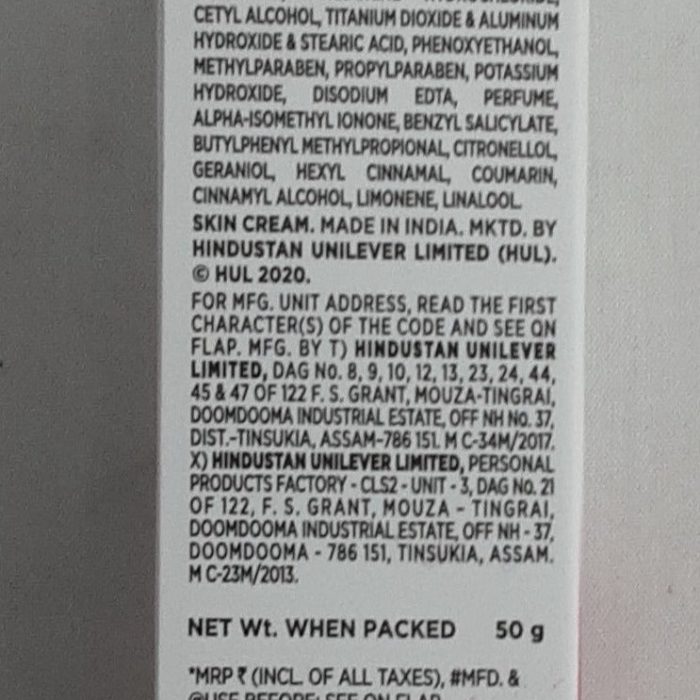 CETYL ALCOHOL, TITANIUM DIOXIDE & ALUMINUM
HYDROXIDE & STEARIC ACID, PHENOXYETHANOL,
METHYLPARABEN, PROPYLPARABEN, POTASSIUM
HYDROXIDE, DISODIUM EDTA, PERFUME,
ALPHA-ISOMETHYL IONONE, BENZYL SALICYLATE,
BUTYLPHENYL METHYLPROPIONAL, CITRONELLOL,
GERANIOL, HEXYL CINNAMAL, COUMARIN,
CINNAMYL ALCOHOL, LIMONENE, LINALOOL.
SKIN CREAM. MADE IN INDIA. MKTD. BY
HINDUSTAN UNILEVER LIMITED (HUL).
© HUL 2020.
FOR MFG. UNIT ADDRESS, READ THE FIRST
CHARACTER(S) OF THE CODE AND SEE ON
FLAP. MFG. BY T) HINDUSTAN UNILEVER
LIMITED, DAG No. 8, 9, 10, 12, 13, 23, 24, 44,
45 & 47 OF 122 F. S. GRANT, MOUZA-TINGRAI,
DOOMDOOMA INDUSTRIAL ESTATE, OFF NH No. 37,
DIST.-TINSUKIA, ASSAM-786 151. M C-34M/2017.
X) HINDUSTAN UNILEVER LIMITED, PERSONAL
PRODUCTS FACTORY - CLS2 - UNIT - 3, DAG No. 21
OF 122, F. S. GRANT, MOUZA - TINGRAI,
DOOMDOOMA INDUSTRIAL ESTATE, OFF NH - 37,
DOOMDOOMA - 786 151, TINSUKIA, ASSAM.
M C-23M/2013.
NET Wt. WHEN PACKED 50 g
*MRP ₹ (INCL. OF ALL TAXES), #MFD. &
@USE BEFORE: SEE ON FLAP